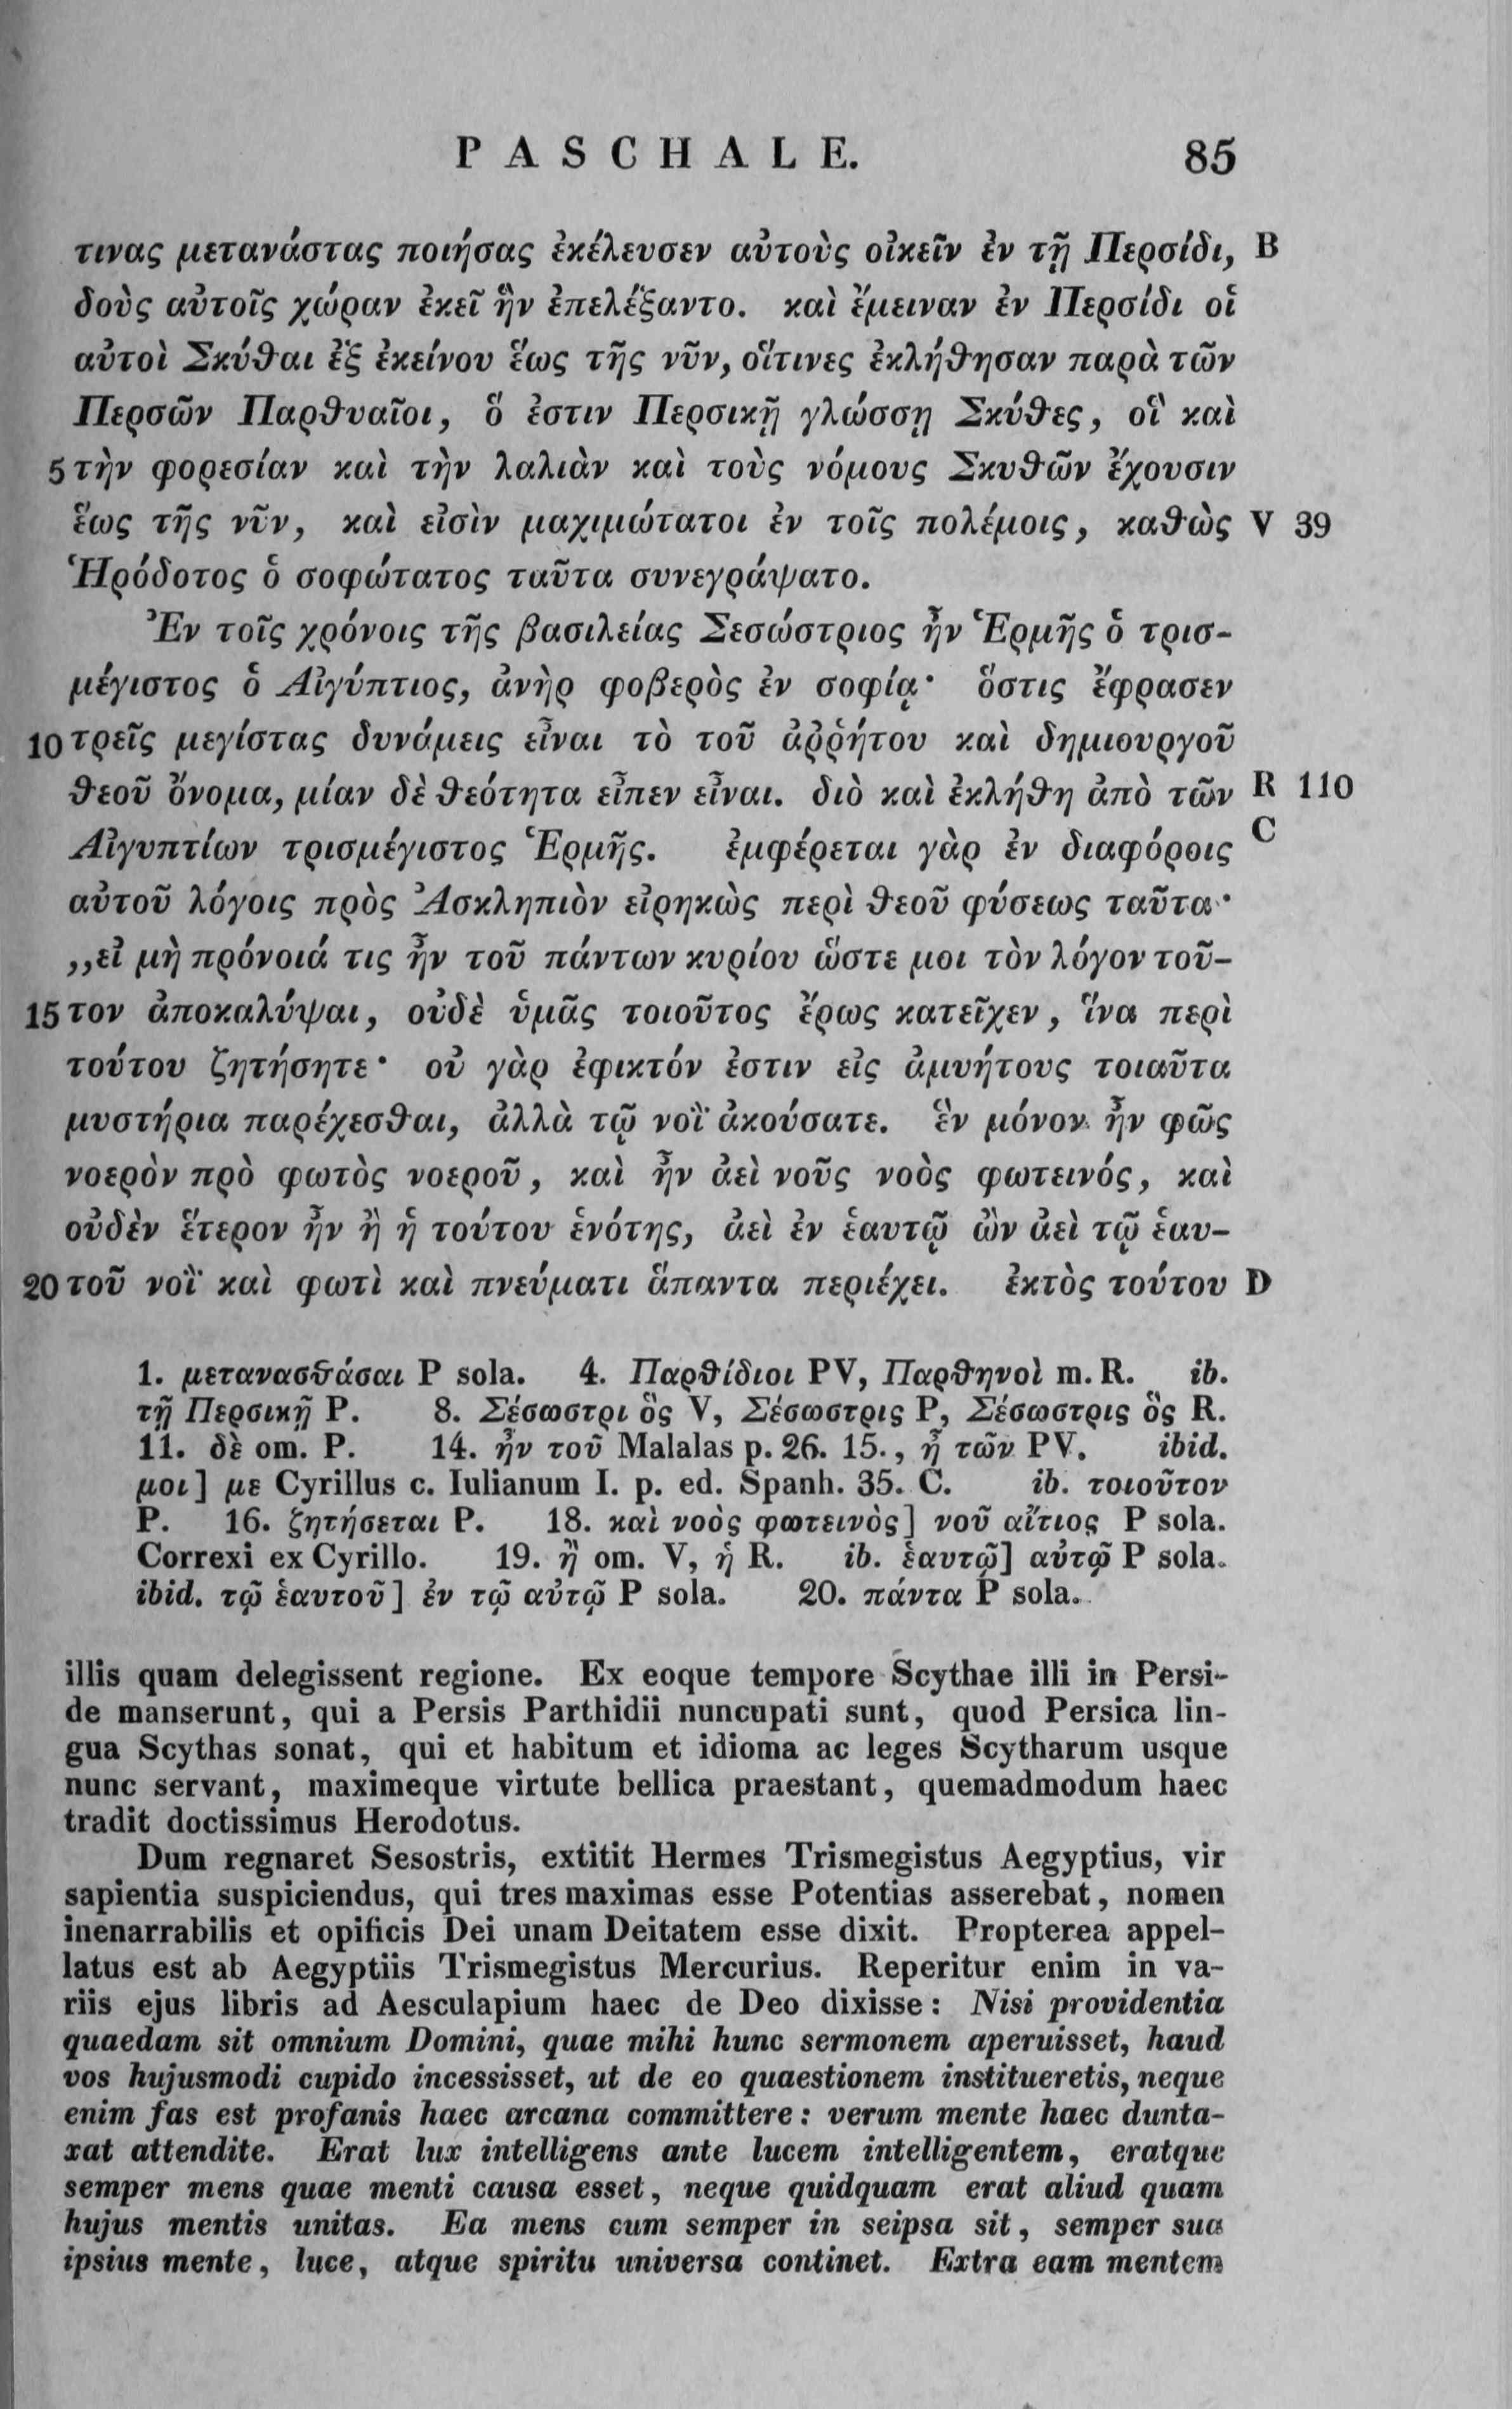 PASCHALE. 85
τινας μετανάστας ποιήσας ἐκέλευσεν αὐτοὺς οἰκεῖν ἐν τῇ Περσίδι, B
δοὺς αὐτοῖς χώραν ἐκεῖ ἣν ἐπελέξαντο. καὶ ἔμειναν ἐν Περσίδι οἱ
αὐτοὶ Σκύθαι ἐξ ἐκείνου ἕως τῆς νῦν, οἵτινες ἐκλήθησαν παρὰ τῶν
Περσῶν Παρθυαῖοι, ὅ ἐστιν Περσικῇ γλώσσῃ Σκύθες, οἳ καὶ
5 τὴν φορεσίαν καὶ τὴν λαλιὰν καὶ τοὺς νόμους Σκυθῶν ἔχουσιν
ἕως τῆς νῦν, καὶ εἰσὶν μαχιμώτατοι ἐν τοῖς πολέμοις, καθὼς V 39
Ἡρόδοτος ὁ σοφώτατος ταῦτα συνεγράψατο.
Ἐν τοῖς χρόνοις τῆς βασιλείας Σεσώστριος ἦν Ἑρμῆς ὁ τρισ-
μέγιστος ὁ Αἰγύπτιος, ἀνὴρ φοβερὸς ἐν σοφίᾳ· ὅστις ἔφρασεν
10 τρεῖς μεγίστας δυνάμεις εἶναι τὸ τοῦ ἀῤῥήτου καὶ δημιουργοῦ
θεοῦ ὄνομα, μίαν δὲ θεότητα εἶπεν εἶναι. διὸ καὶ ἐκλήθη ἀπὸ τῶν R 110
Αἰγυπτίων τρισμέγιστος Ἑρμῆς. ἐμφέρεται γὰρ ἐν διαφόροις C
αὐτοῦ λόγοις πρὸς Ἀσκληπιὸν εἰρηκὼς περὶ θεοῦ φύσεως ταῦτα·
„εἰ μὴ πρόνοιά τις ἦν τοῦ πάντων κυρίου ὥστε μοι τὸν λόγον τοῦ-
15 τον ἀποκαλύψαι, οὐδὲ ὑμᾶς τοιοῦτος ἔρως κατεῖχεν, ἵνα περὶ
τούτου ζητήσητε· οὐ γὰρ ἐφικτόν ἐστιν εἰς ἀμυήτους τοιαῦτα
μυστήρια παρέχεσθαι, ἀλλὰ τῷ νοῒ ἀκούσατε. ἓν μόνον ἦν φῶς
νοερὸν πρὸ φωτὸς νοεροῦ, καὶ ἦν ἀεὶ νοῦς νοὸς φωτεινός, καὶ
οὐδὲν ἕτερον ἦν ἢ ἡ τούτου ἑνότης, ἀεὶ ἐν ἑαυτῷ ὢν ἀεὶ τῷ ἑαυ-
20 τοῦ νοῒ καὶ φωτὶ καὶ πνεύματι ἅπαντα περιέχει. ἐκτὸς τούτου D
1. μετανασθάσαι P sola. 4. Παρθίδιοι PV, Παρθηνοὶ m. R. ib.
τῇ Περσικῇ P. 8. Σέσωστρι ὃς V, Σέσωστρις P, Σέσωστρις ὃς R.
11. δὲ om. P. 14. ἦν τοῦ Malalas p. 26. 15., ἦ τῶν PV. ibid.
μοι] με Cyrillus c. Iulianum I. p. ed. Spanh. 35. C. ib. τοιοῦτον
P. 16. ζητήσεται P. 18. καὶ νοὸς φωτεινὸς] νοῦ αἴτιος P sola.
Correxi ex Cyrillo. 19. ἢ om. V, ἡ R. ib. ἑαυτῷ] αὐτῷ P sola.
ibid. τῷ ἑαυτοῦ] ἐν τῷ αὐτῷ P sola. 20. πάντα P sola.
illis quam delegissent regione. Ex eoque tempore Scythae illi in Persi-
de manserunt, qui a Persis Parthidii nuncupati sunt, quod Persica lin-
gua Scythas sonat, qui et habitum et idioma ac leges Scytharum usque
nunc servant, maximeque virtute bellica praestant, quemadmodum haec
tradit doctissimus Herodotus.
Dum regnaret Sesostris, extitit Hermes Trismegistus Aegyptius, vir
sapientia suspiciendus, qui tres maximas esse Potentias asserebat, nomen
inenarrabilis et opificis Dei unam Deitatem esse dixit. Propterea appel-
latus est ab Aegyptiis Trismegistus Mercurius. Reperitur enim in va-
riis ejus libris ad Aesculapium haec de Deo dixisse: Nisi providentia
quaedam sit omnium Domini, quae mihi hunc sermonem aperuisset, haud
vos hujusmodi cupido incessisset, ut de eo quaestionem institueretis, neque
enim fas est profanis haec arcana committere: verum mente haec dunta-
xat attendite. Erat lux intelligens ante lucem intelligentem, eratque
semper mens quae menti causa esset, neque quidquam erat aliud quam
hujus mentis unitas. Ea mens cum semper in seipsa sit, semper sua
ipsius mente, luce, atque spiritu universa continet. Extra eam mentem